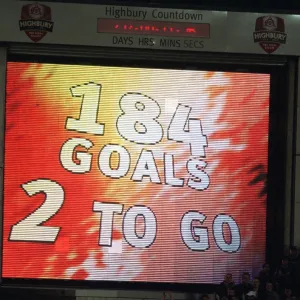 Highbury Countdown
HIGHBURY
HIGHBURY
DAYS, HRS, MINS SECS
184
GOALS
2 TO GO